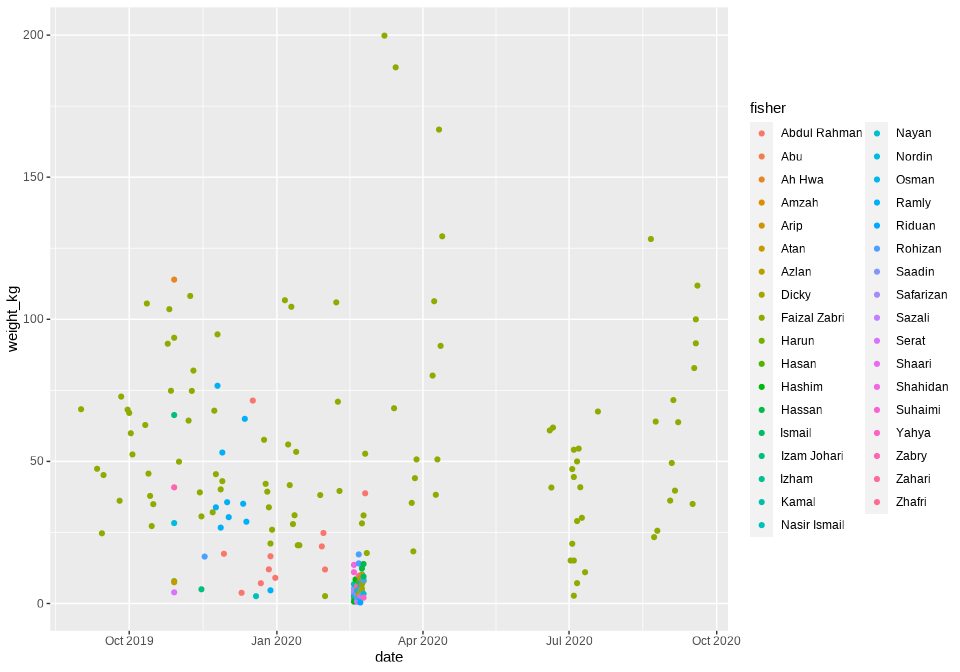 200
150
100
50
0
weight_kg
Oct 2019
Jan 2020
Apr 2020
Jul 2020
Oct 2020
date
fisher
Abdul Rahman
Abu
Ah Hwa
Amzah
Arip
Atan
Azlan
Dicky
Faizal Zabri
Harun
Hasan
Hashim
Hassan
Ismail
Izam Johari
Izham
Kamal
Nasir Ismail
Nayan
Nordin
Osman
Ramly
Riduan
Rohizan
Saadin
Safarizan
Sazali
Serat
Shaari
Shahidan
Suhaimi
Yahya
Zabry
Zahari
Zhafri